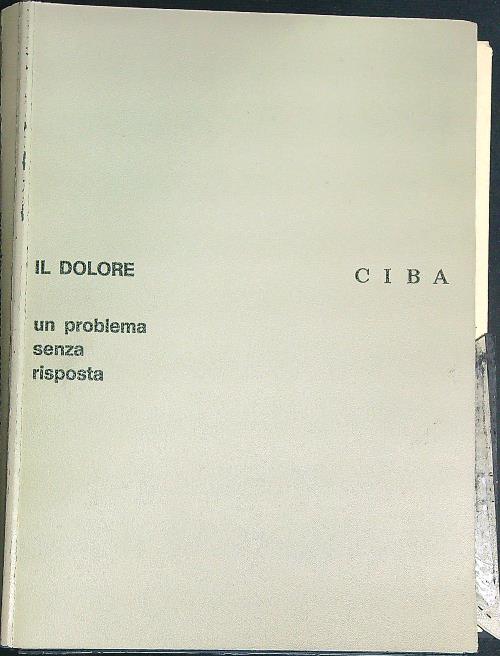 IL DOLORE
CIBA
un problema
senza
risposta